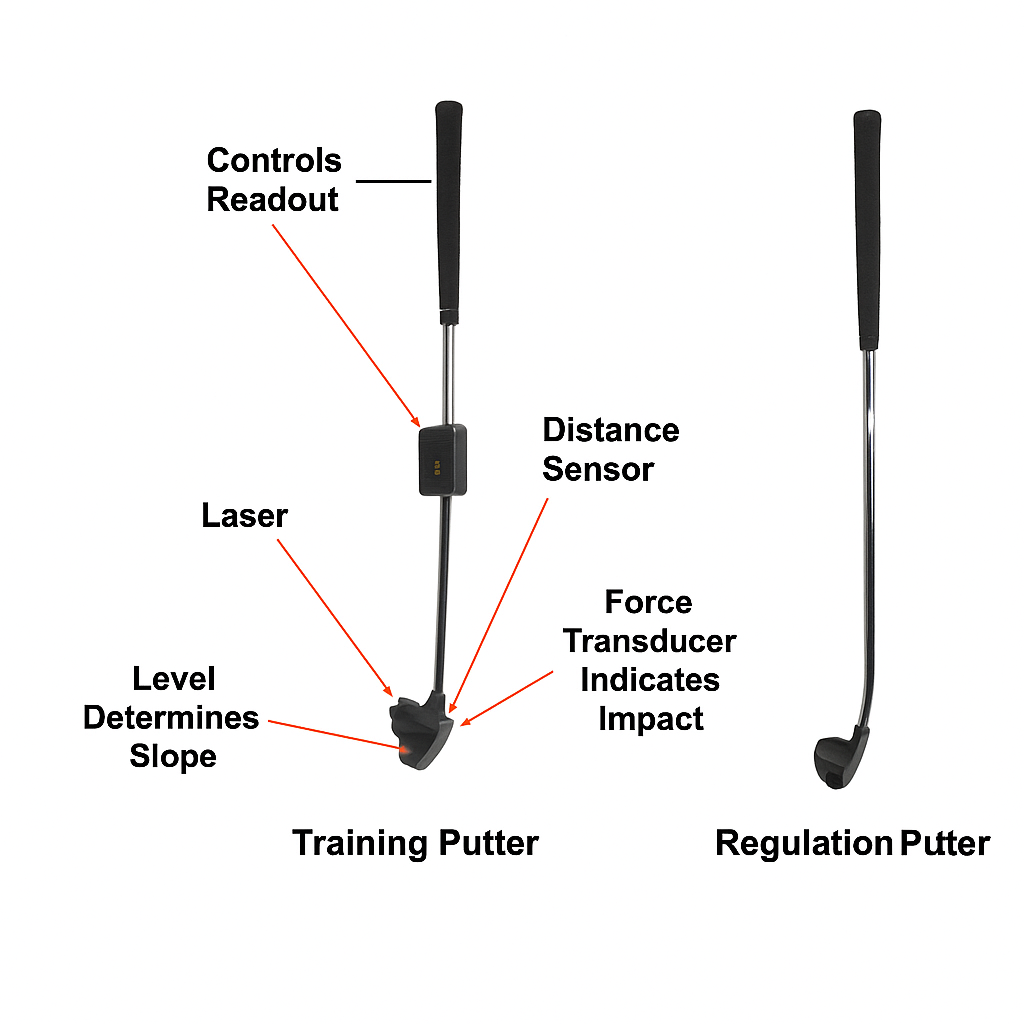 Controls
Readout
Distance
Sensor
Laser
Force
Transducer
Indicates
Impact
Level
Determines
Slope
Training Putter
Regulation Putter